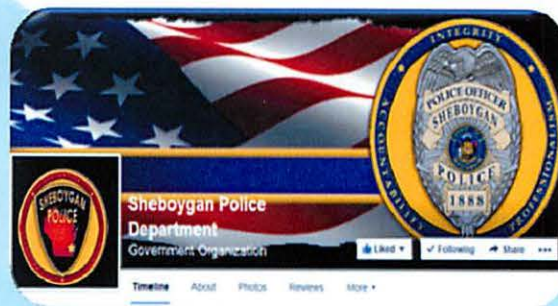 INTEGRITY
ACCOUNTABILITY
PROFESSIONAL
POLICE OFFICER
SHEBOYGAN
POLICE
1888
SHEBOYGAN
POLICE
Sheboygan Police
Department
Government Organization
Liked Following Share
Timeline About Photos Reviews More